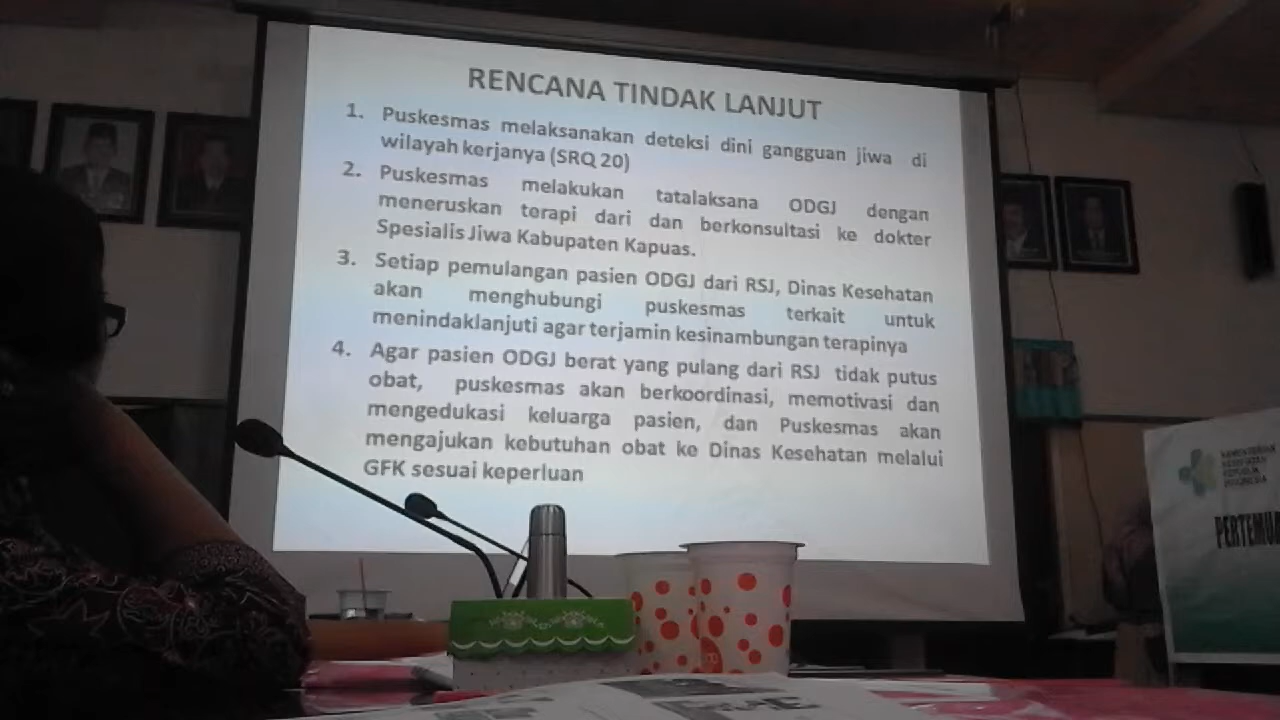 RENCANA TINDAK LANJUT
1. Puskesmas melaksanakan deteksi dini gangguan jiwa di
wilayah kerjanya (SRQ 20)
2. Puskesmas melakukan tatalaksana ODGJ dengan
meneruskan terapi dari dan berkonsultasi ke dokter
Spesialis Jiwa Kabupaten Kapuas.
3. Setiap pemulangan pasien ODGJ dari RSJ, Dinas Kesehatan
akan menghubungi puskesmas terkait untuk
menindaklanjuti agar terjamin kesinambungan terapinya
4. Agar pasien ODGJ berat yang pulang dari RSJ tidak putus
obat, puskesmas akan berkoordinasi, memotivasi dan
mengedukasi keluarga pasien, dan Puskesmas akan
mengajukan kebutuhan obat ke Dinas Kesehatan melalui
GFK sesuai keperluan
KEMENTERIAN
KESEHATAN
REPUBLIK
INDONESIA